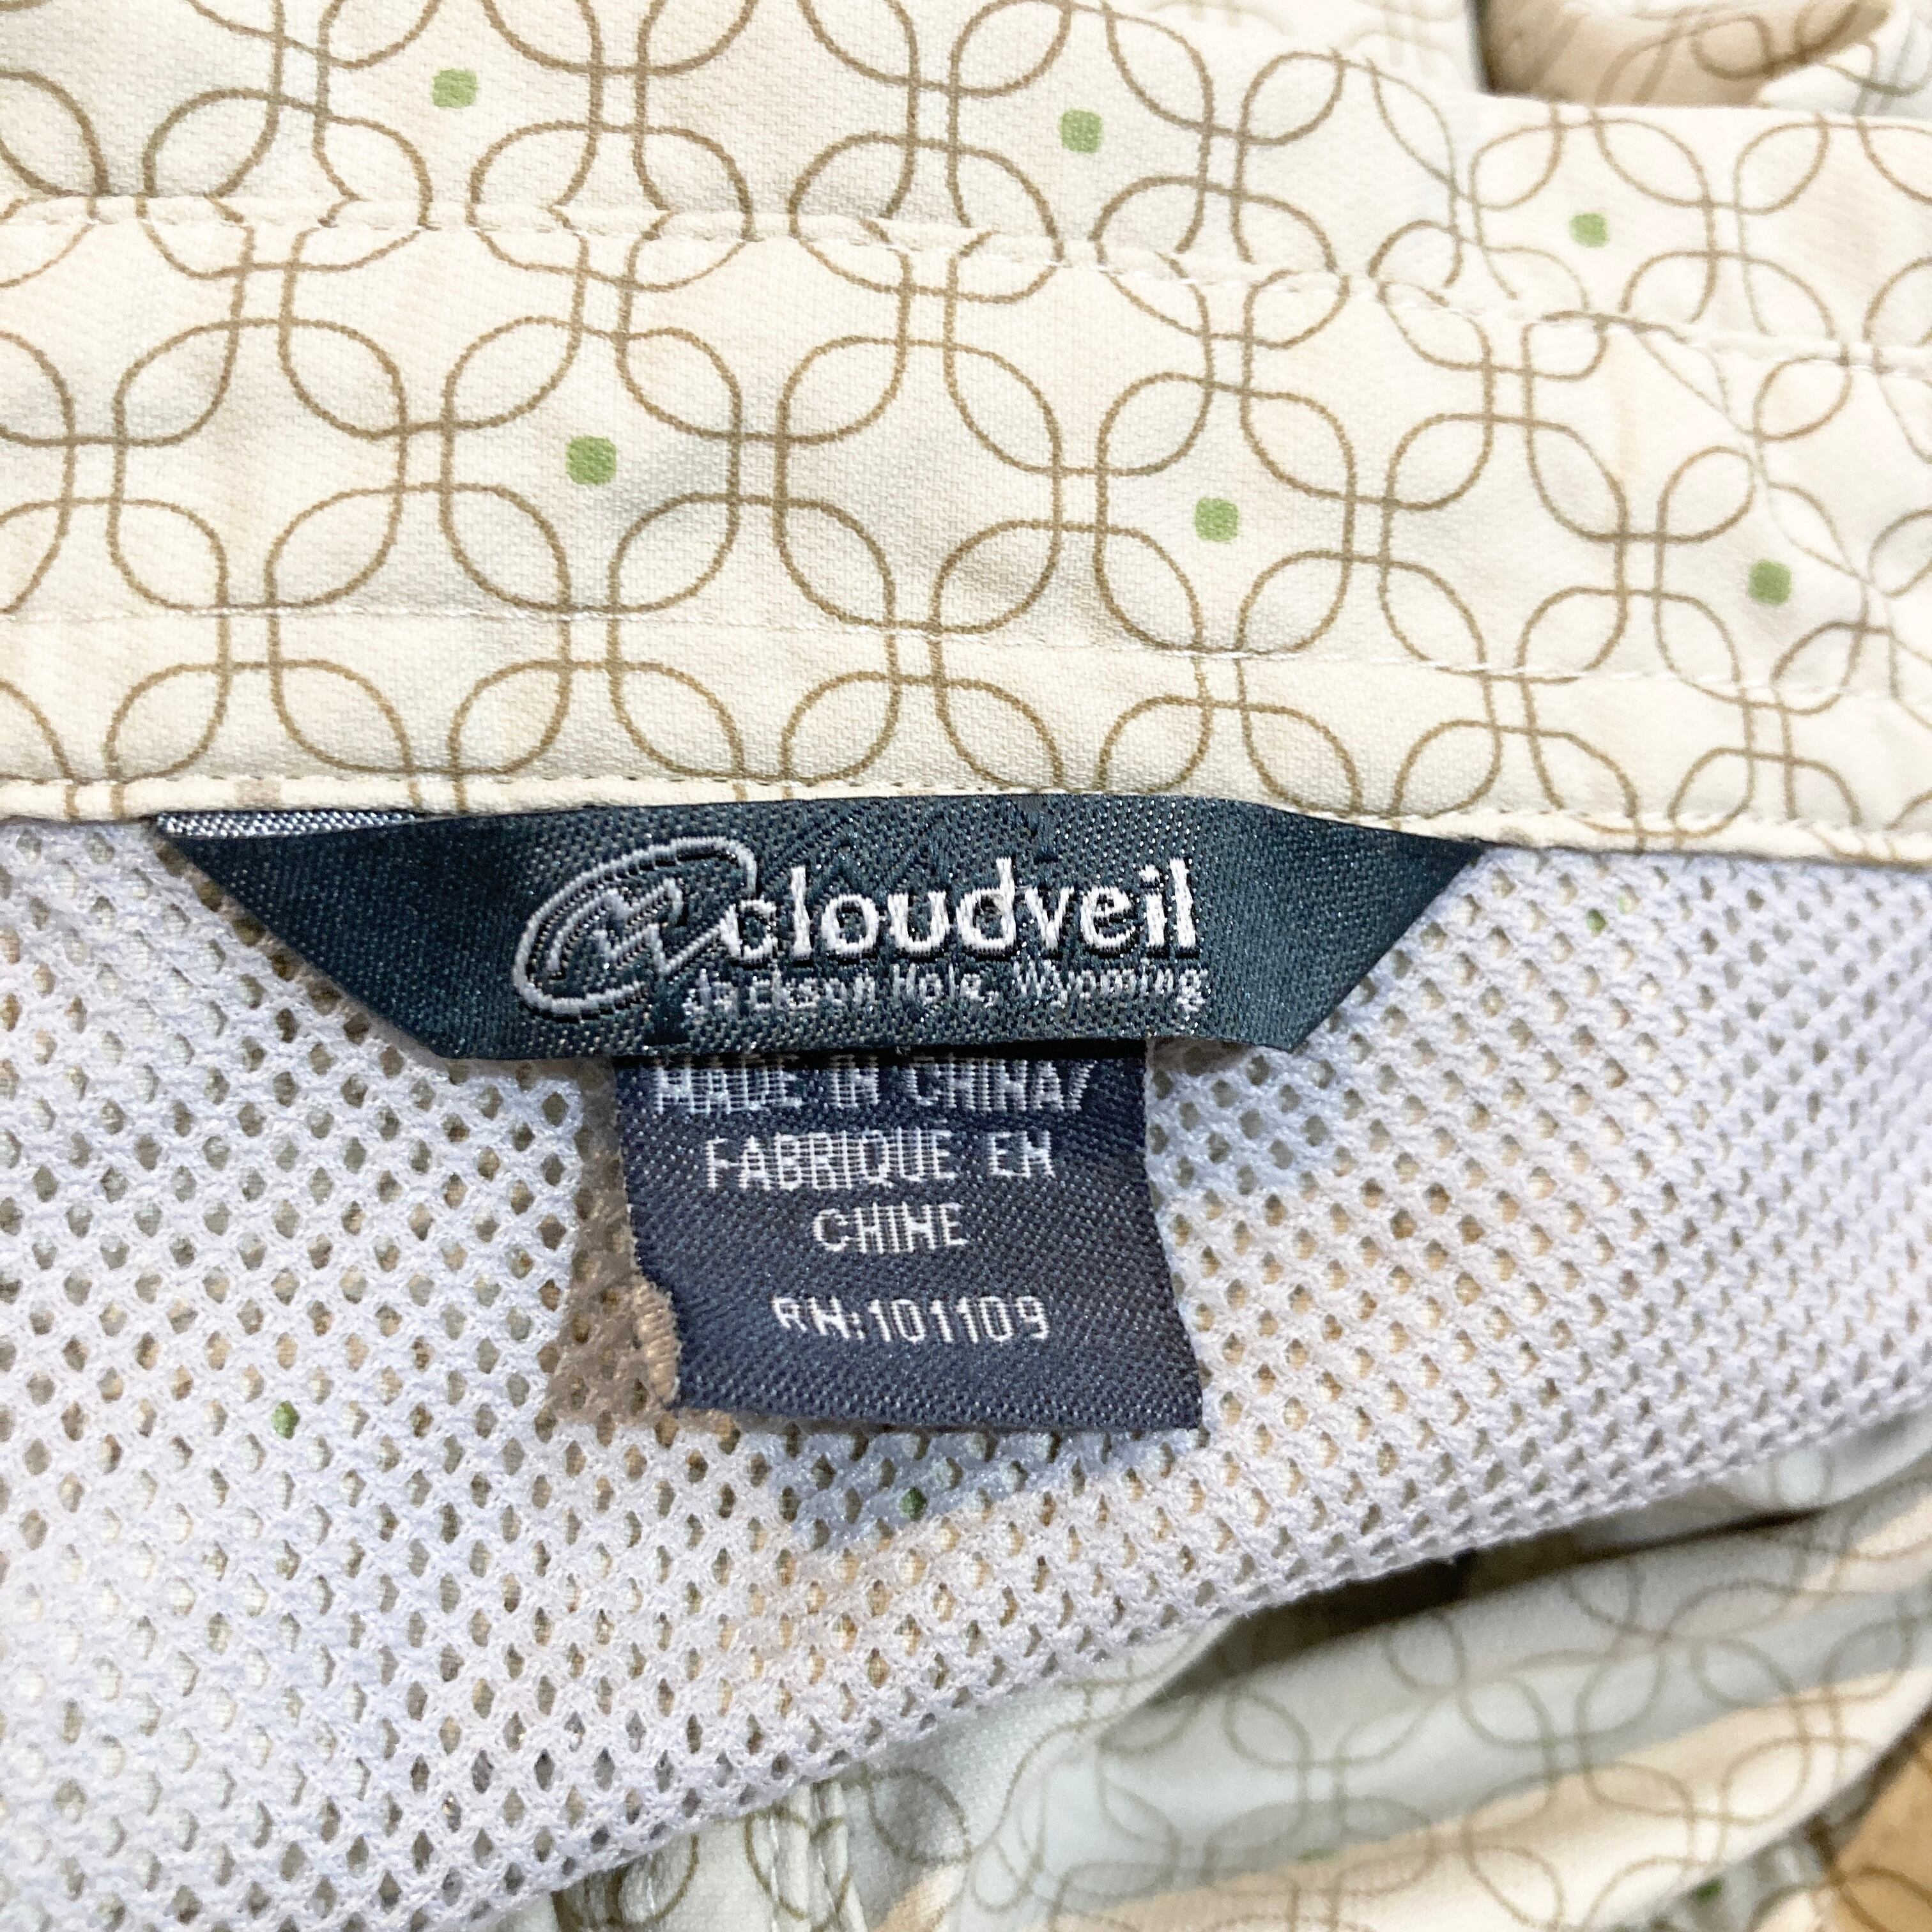 cloudveil
Jackson Hole, Wyoming
MADE IN CHINA/
FABRIQUE EN
CHINE
RN:101109